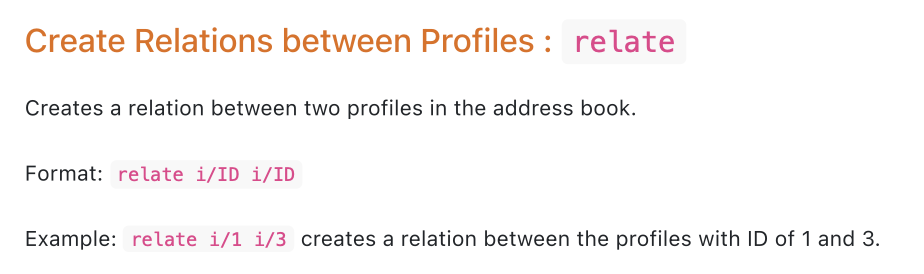 Create Relations between Profiles : relate
Creates a relation between two profiles in the address book.
Format: relate i/ID i/ID
Example: relate i/1 i/3 creates a relation between the profiles with ID of 1 and 3.